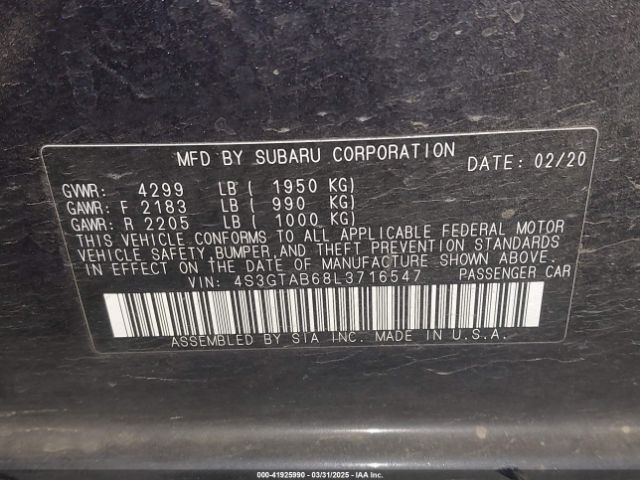 MFD BY SUBARU CORPORATION DATE: 02/20
GVWR: 4299 LB ( 1950 KG)
GAWR: F 2183 LB ( 990 KG)
GAWR: R 2205 LB ( 1000 KG)
THIS VEHICLE CONFORMS TO ALL APPLICABLE FEDERAL MOTOR
VEHICLE SAFETY, BUMPER, AND THEFT PREVENTION STANDARDS
IN EFFECT ON THE DATE OF MANUFACTURE SHOWN ABOVE.
VIN: 4S3GTAB68L3716547 PASSENGER CAR
ASSEMBLED BY SIA INC. MADE IN U.S.A.
000-41925990 03/31/2025 IAAI.com